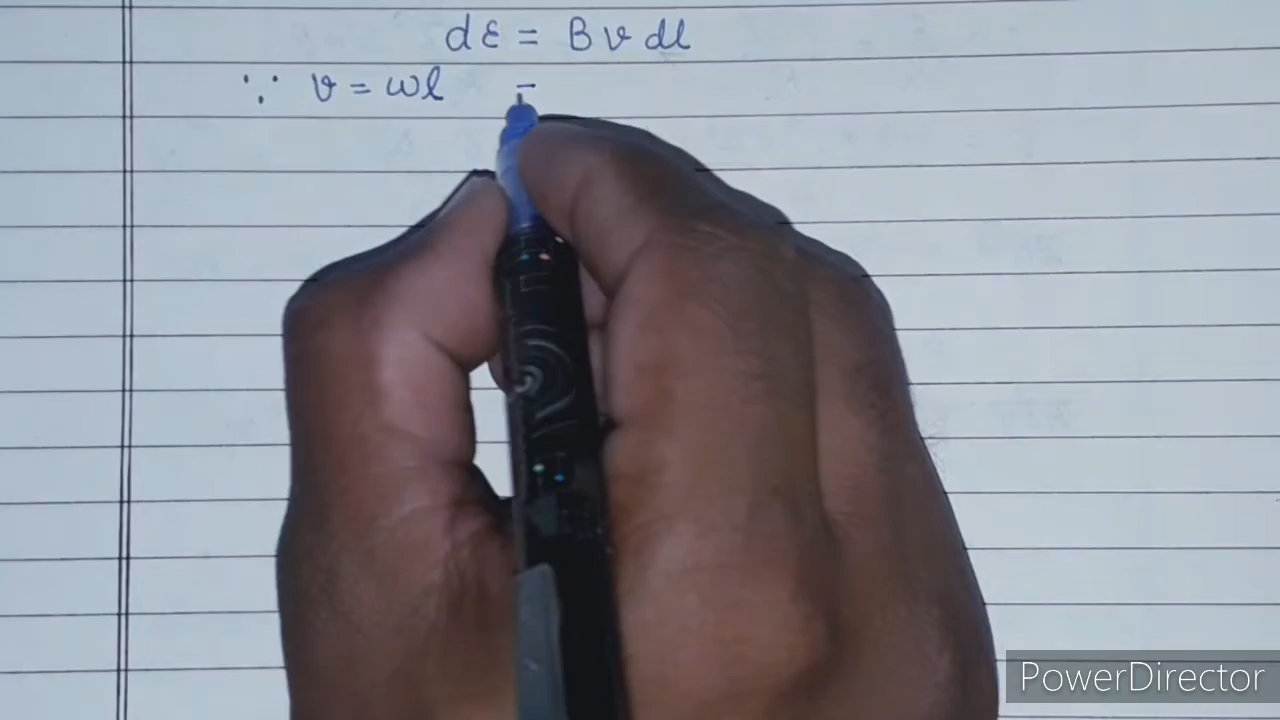 dε = B v dl
∵ v = ωl =
PowerDirector